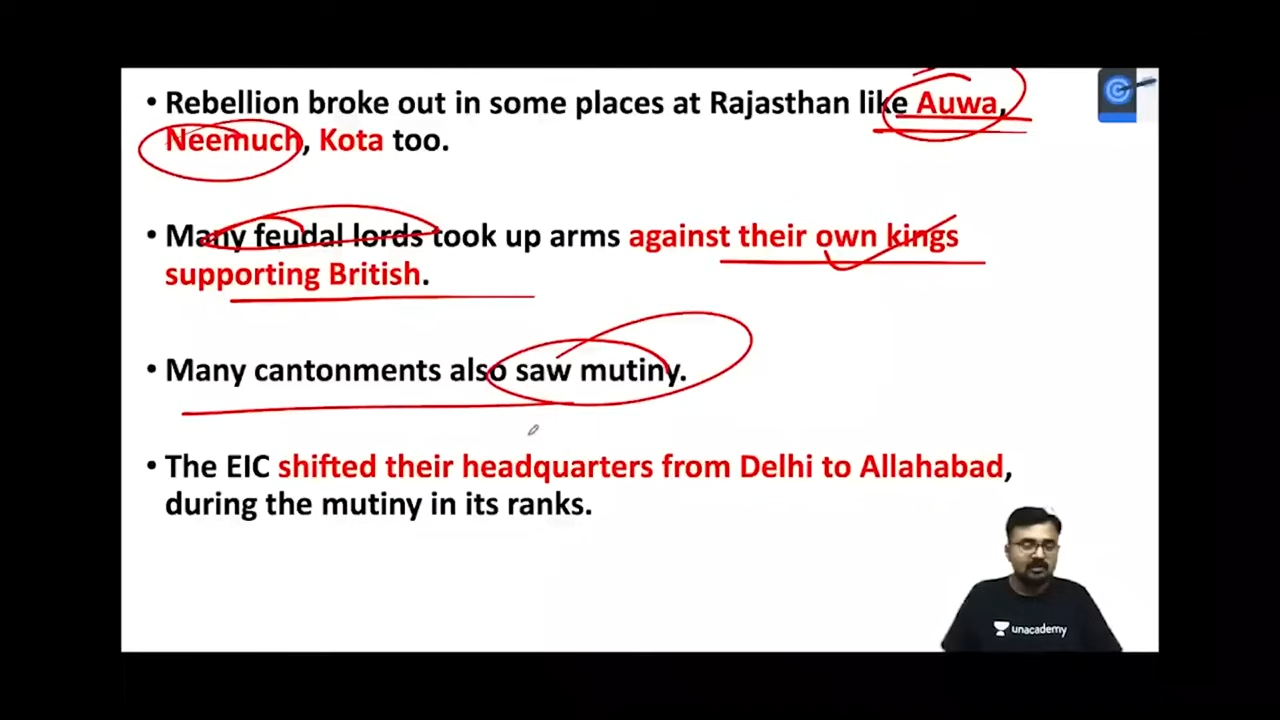 • Rebellion broke out in some places at Rajasthan like Auwa,
Neemuch, Kota too.
• Many feudal lords took up arms against their own kings
supporting British.
• Many cantonments also saw mutiny.
• The EIC shifted their headquarters from Delhi to Allahabad,
during the mutiny in its ranks.
unacademy